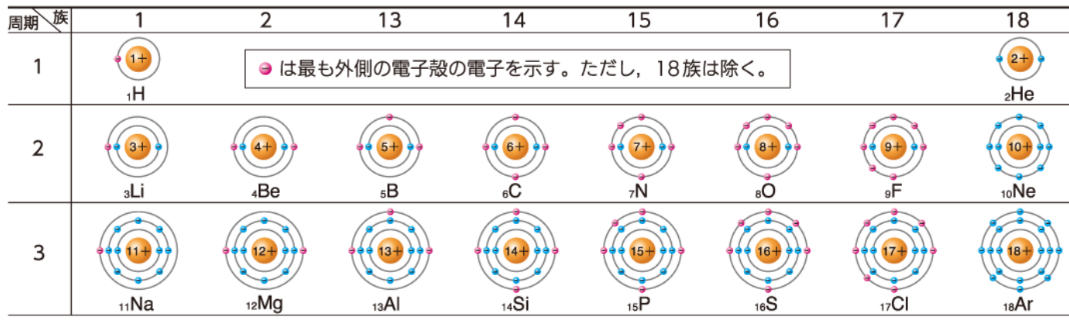 周期 族 1 2 13 14 15 16 17 18
1 1+ 2+
⊖は最も外側の電子殻の電子を示す。ただし，18族は除く。
₁H ₂He
2 3+ 4+ 5+ 6+ 7+ 8+ 9+ 10+
₃Li ₄Be ₅B ₆C ₇N ₈O ₉F ₁₀Ne
3 11+ 12+ 13+ 14+ 15+ 16+ 17+ 18+
₁₁Na ₁₂Mg ₁₃Al ₁₄Si ₁₅P ₁₆S ₁₇Cl ₁₈Ar